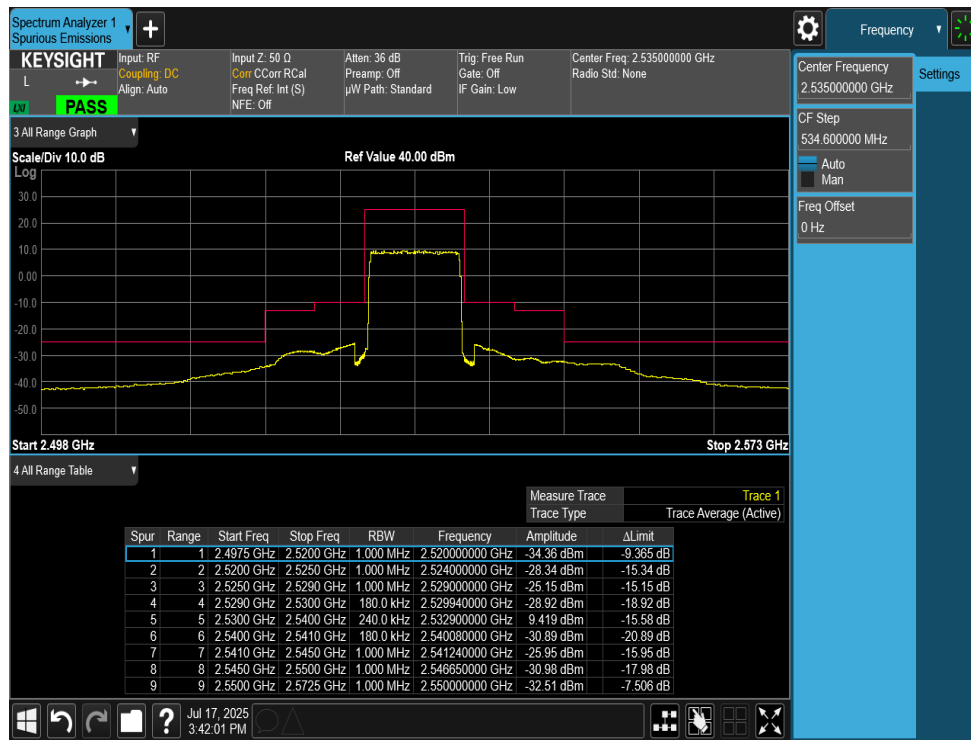 Spectrum Analyzer 1
Spurious Emissions
Frequency
KEYSIGHT
L
LXI
PASS
Input: RF
Coupling: DC
Align: Auto
Input Z: 50 Ω
Corr CCorr RCal
Freq Ref: Int (S)
NFE: Off
Atten: 36 dB
Preamp: Off
µW Path: Standard
Trig: Free Run
Gate: Off
IF Gain: Low
Center Freq: 2.535000000 GHz
Radio Std: None
Center Frequency
2.535000000 GHz
Settings
CF Step
534.600000 MHz
Auto
Man
Freq Offset
0 Hz
3 All Range Graph
Scale/Div 10.0 dB
Ref Value 40.00 dBm
Log
30.0
20.0
10.0
0.00
-10.0
-20.0
-30.0
-40.0
-50.0
Start 2.498 GHz
Stop 2.573 GHz
4 All Range Table
Measure Trace Trace 1
Trace Type Trace Average (Active)
Spur Range Start Freq Stop Freq RBW Frequency Amplitude ΔLimit
1 1 2.4975 GHz 2.5200 GHz 1.000 MHz 2.520000000 GHz -34.36 dBm -9.365 dB
2 2 2.5200 GHz 2.5250 GHz 1.000 MHz 2.524000000 GHz -28.34 dBm -15.34 dB
3 3 2.5250 GHz 2.5290 GHz 1.000 MHz 2.529000000 GHz -25.15 dBm -15.15 dB
4 4 2.5290 GHz 2.5300 GHz 180.0 kHz 2.529940000 GHz -28.92 dBm -18.92 dB
5 5 2.5300 GHz 2.5400 GHz 240.0 kHz 2.532900000 GHz 9.419 dBm -15.58 dB
6 6 2.5400 GHz 2.5410 GHz 180.0 kHz 2.540080000 GHz -30.89 dBm -20.89 dB
7 7 2.5410 GHz 2.5450 GHz 1.000 MHz 2.541240000 GHz -25.95 dBm -15.95 dB
8 8 2.5450 GHz 2.5500 GHz 1.000 MHz 2.546650000 GHz -30.98 dBm -17.98 dB
9 9 2.5500 GHz 2.5725 GHz 1.000 MHz 2.550000000 GHz -32.51 dBm -7.506 dB
Jul 17, 2025
3:42:01 PM